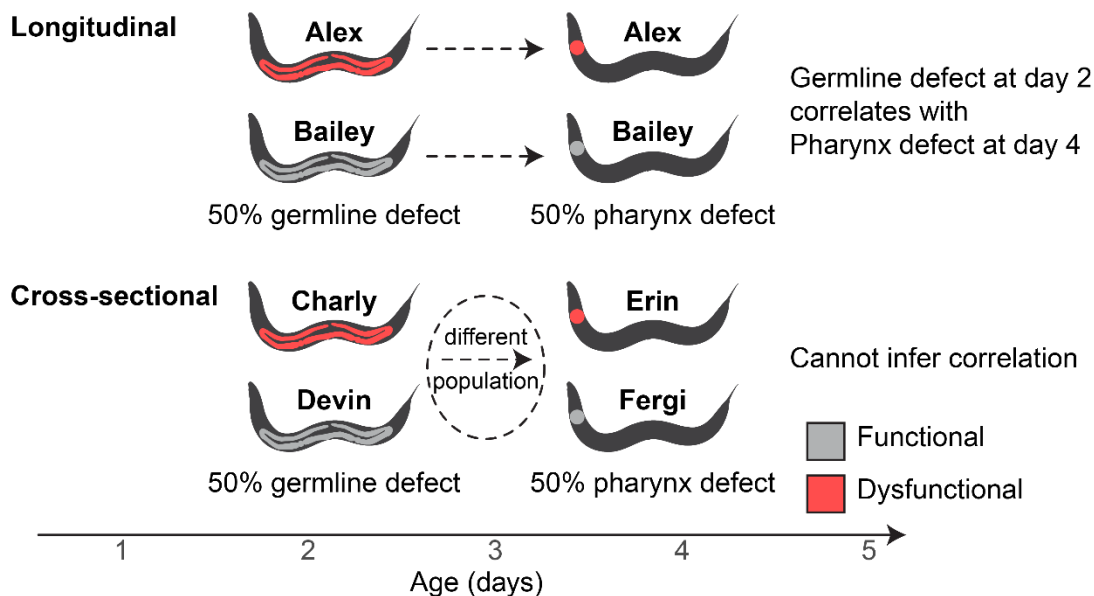 Longitudinal
Alex
Alex
Bailey
Bailey
50% germline defect
50% pharynx defect
Germline defect at day 2
correlates with
Pharynx defect at day 4
Cross-sectional
Charly
different
population
Erin
Devin
Fergi
50% germline defect
50% pharynx defect
Cannot infer correlation
Functional
Dysfunctional
1 2 3 4 5
Age (days)